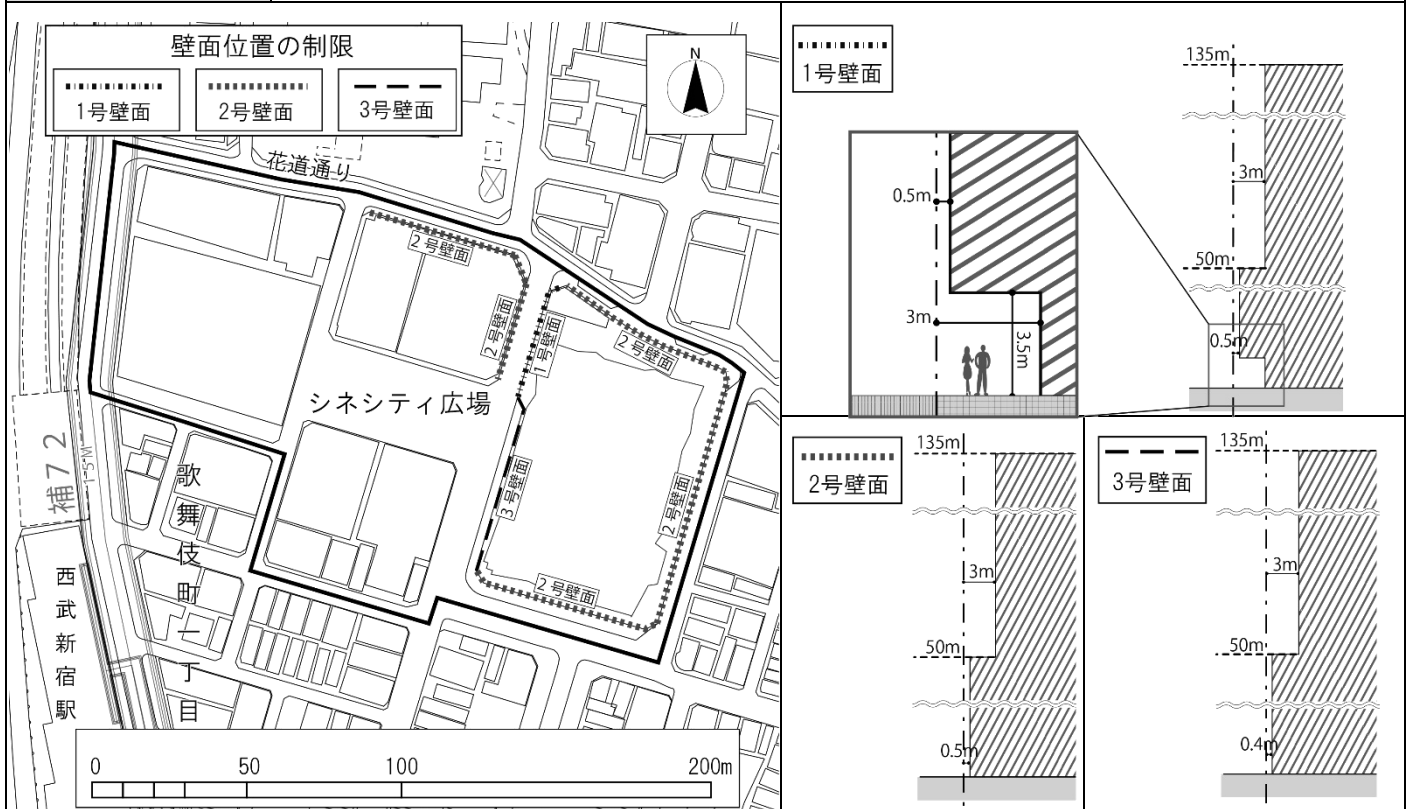 壁面位置の制限
1号壁面
2号壁面
3号壁面
N
花道通り
2号壁面
2号壁面
1号壁面
2号壁面
シネシティ広場
3号壁面
2号壁面
2号壁面
補72
1-5・M
歌舞伎町一丁目
西武新宿駅
0 50 100 200m
1号壁面
135m
3m
50m
0.5m
0.5m
3m
3.5m
2号壁面
135m
3m
50m
0.5m
3号壁面
135m
3m
50m
0.4m